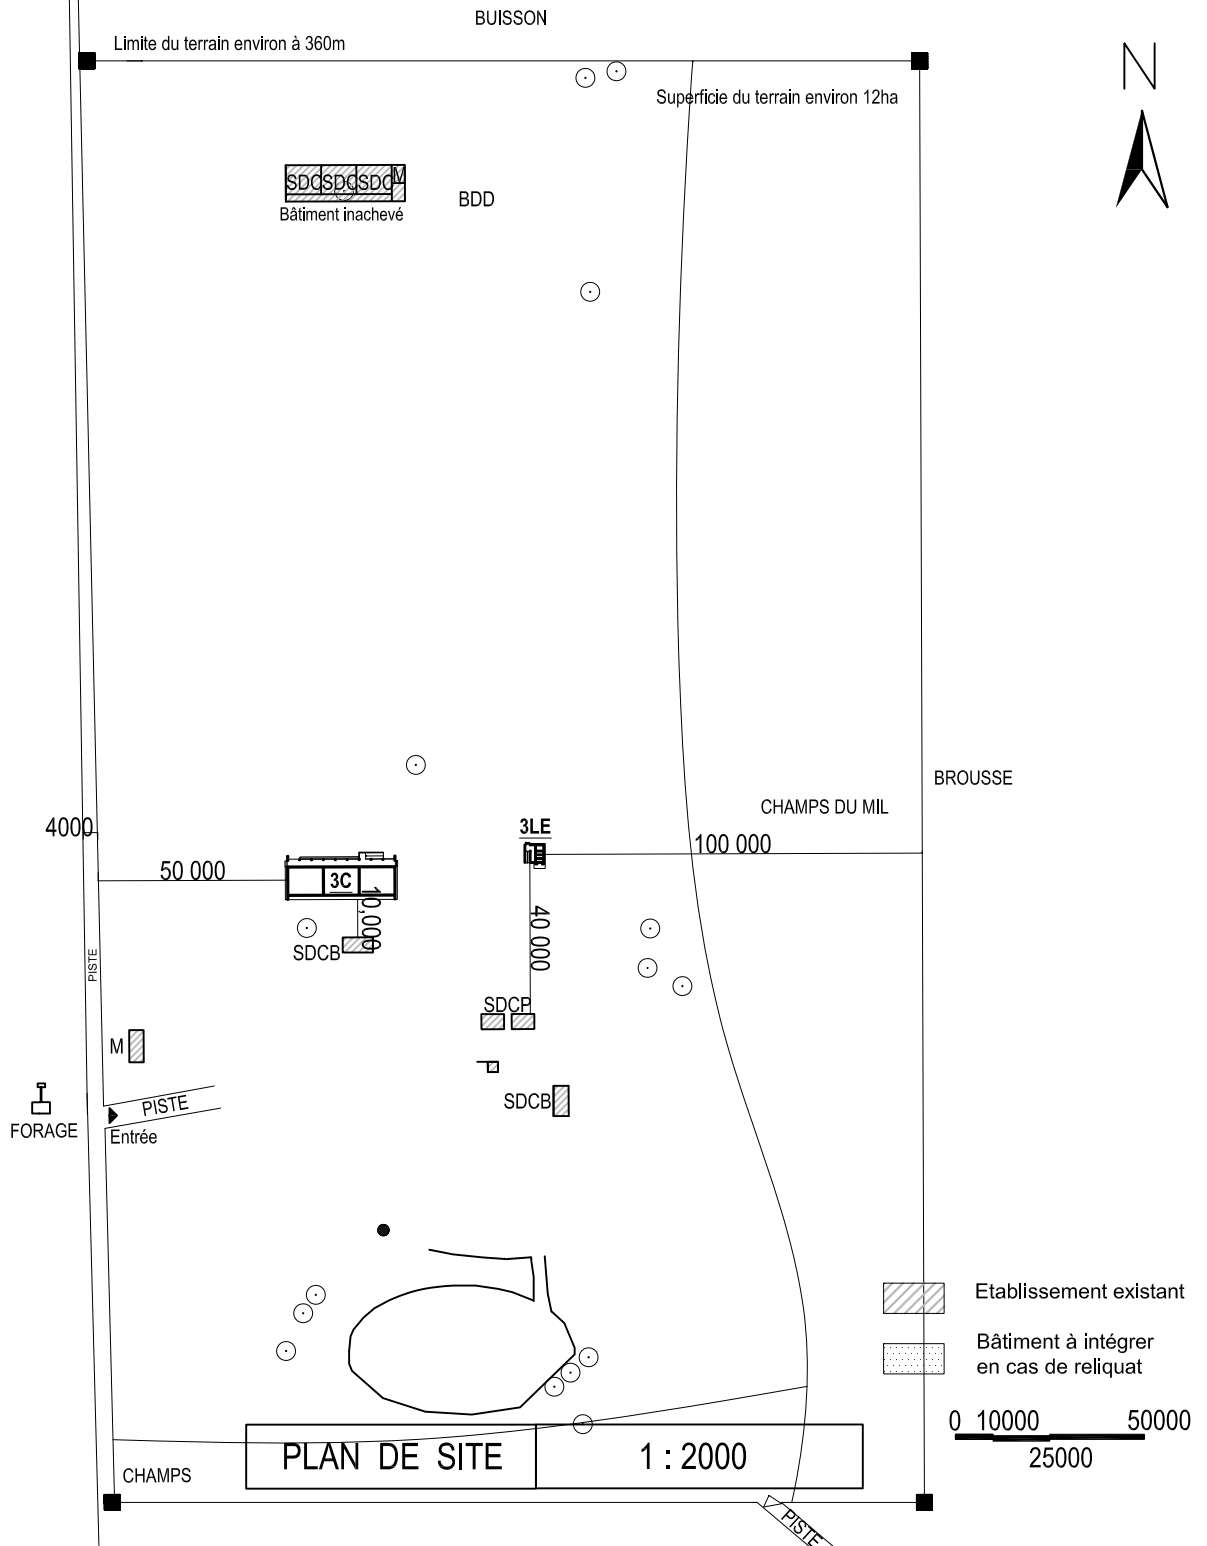 BUISSON
Limite du terrain environ à 360m
N
Superficie du terrain environ 12ha
SDC SDC SDC M
Bâtiment inachevé
BDD
BROUSSE
CHAMPS DU MIL
4000
3LE
100 000
50 000
3C
10,000
40 000
SDCB
PISTE
SDCP
M
SDCB
PISTE
FORAGE
Entrée
Etablissement existant
Bâtiment à intégrer
en cas de reliquat
0 10000 50000
25000
PLAN DE SITE
1 : 2000
CHAMPS
PISTE